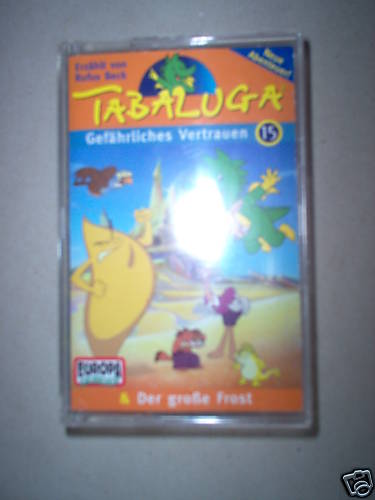 Erzählt von
Rufus Beck
Neue
Abenteuer!
TABALUGA
Gefährliches Vertrauen 15
EUROPA
& Der große Frost